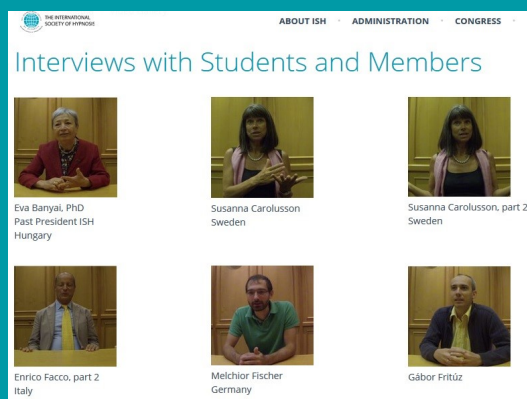 THE INTERNATIONAL
SOCIETY OF HYPNOSIS
ABOUT ISH · ADMINISTRATION · CONGRESS ·
Interviews with Students and Members
Eva Banyai, PhD
Past President ISH
Hungary
Susanna Carolusson
Sweden
Susanna Carolusson, part 2
Sweden
Enrico Facco, part 2
Italy
Melchior Fischer
Germany
Gábor Fritúz